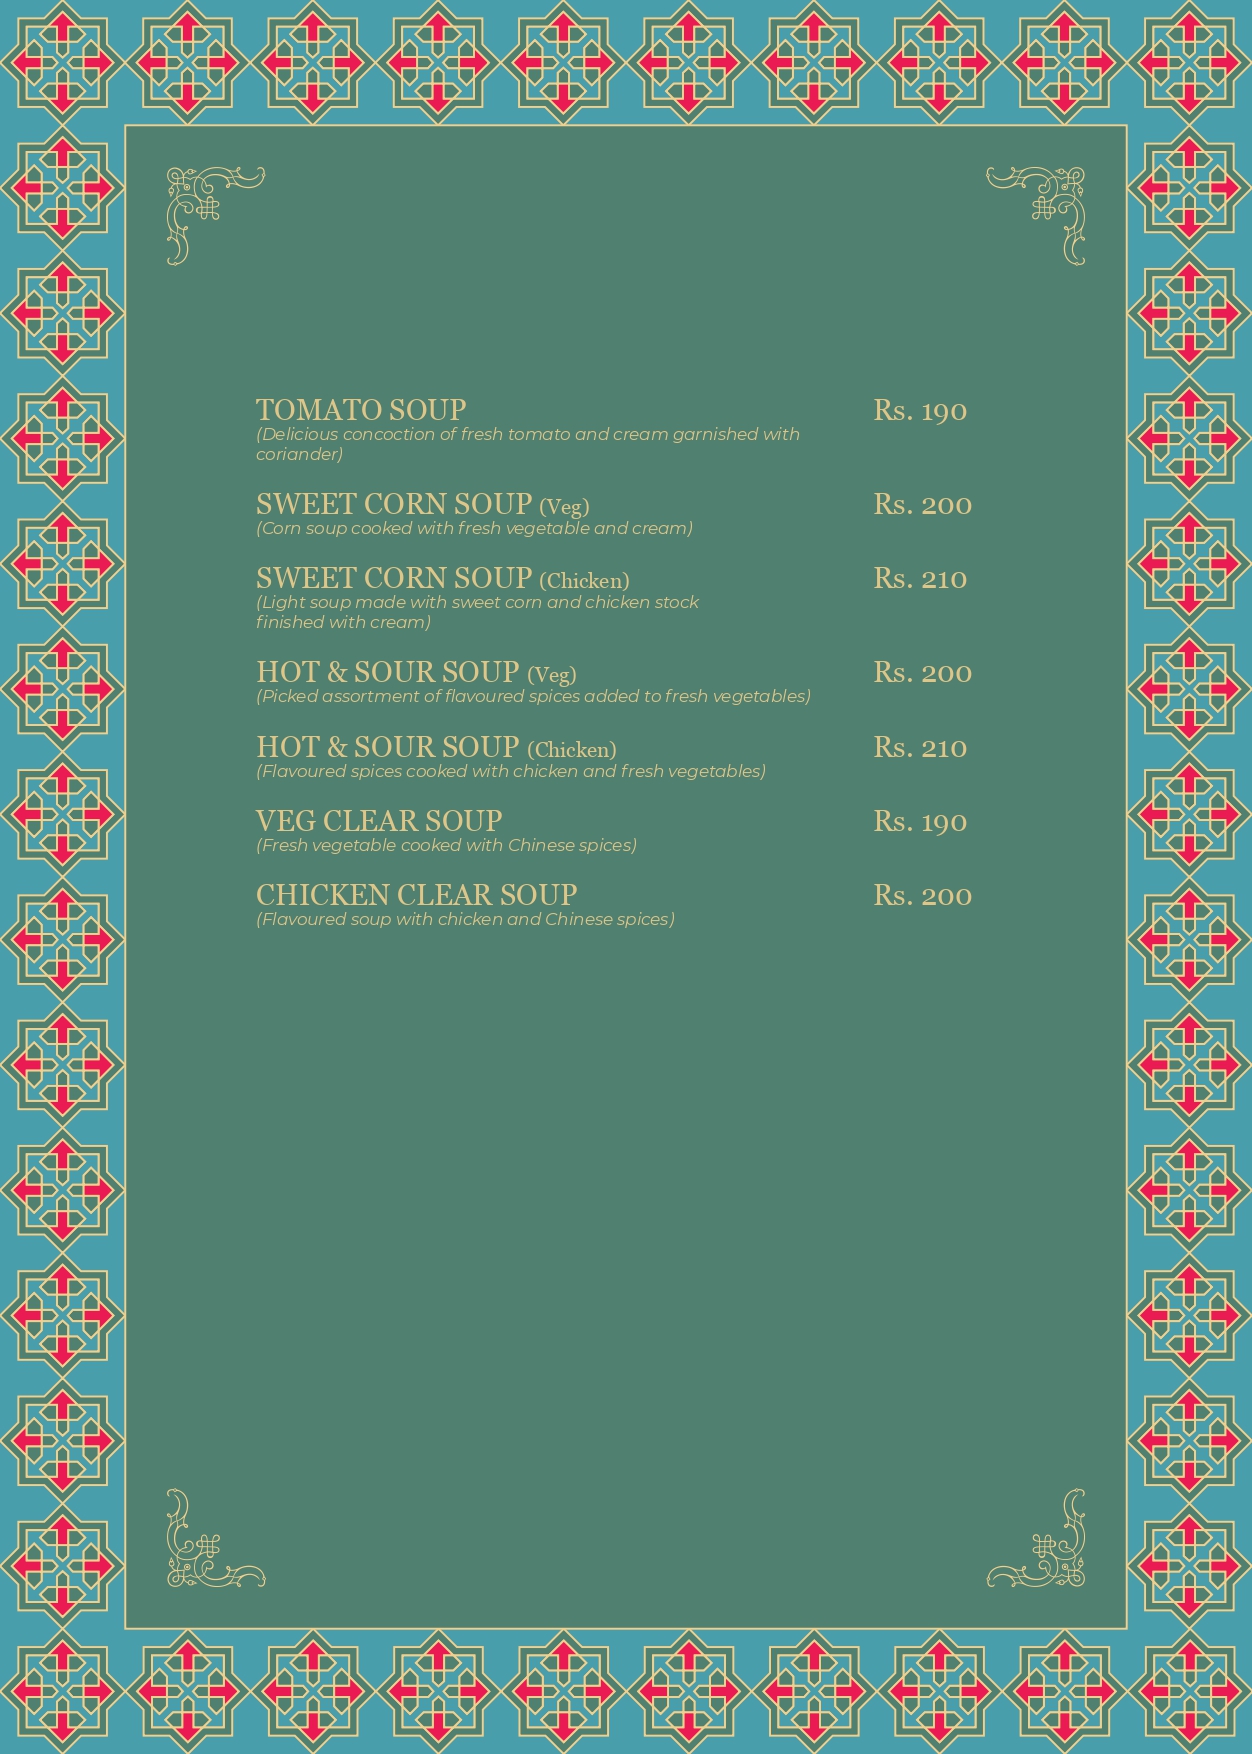 TOMATO SOUP Rs. 190
(Delicious concoction of fresh tomato and cream garnished with
coriander)
SWEET CORN SOUP (Veg) Rs. 200
(Corn soup cooked with fresh vegetable and cream)
SWEET CORN SOUP (Chicken) Rs. 210
(Light soup made with sweet corn and chicken stock
finished with cream)
HOT & SOUR SOUP (Veg) Rs. 200
(Picked assortment of flavoured spices added to fresh vegetables)
HOT & SOUR SOUP (Chicken) Rs. 210
(Flavoured spices cooked with chicken and fresh vegetables)
VEG CLEAR SOUP Rs. 190
(Fresh vegetable cooked with Chinese spices)
CHICKEN CLEAR SOUP Rs. 200
(Flavoured soup with chicken and Chinese spices)